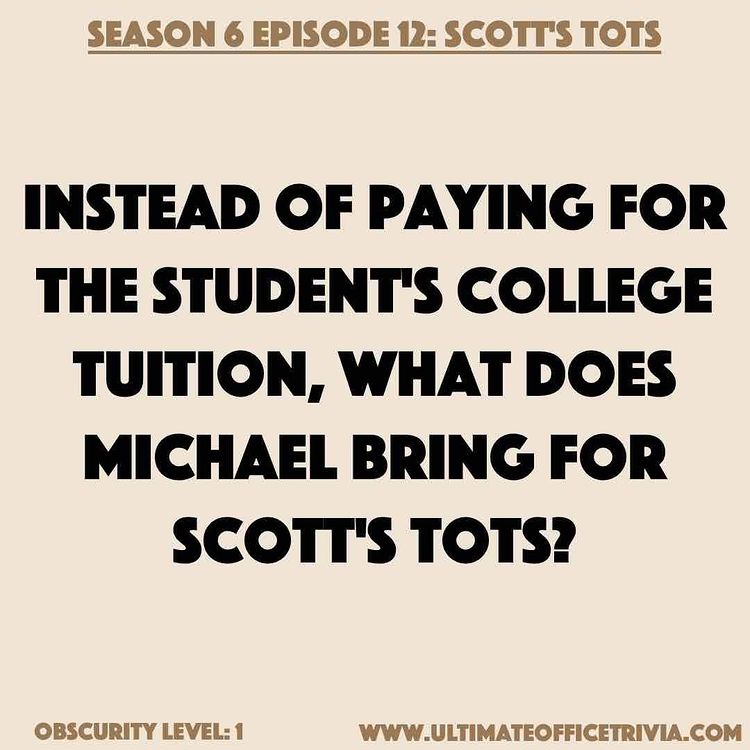 SEASON 6 EPISODE 12: SCOTT'S TOTS
INSTEAD OF PAYING FOR
THE STUDENT'S COLLEGE
TUITION, WHAT DOES
MICHAEL BRING FOR
SCOTT'S TOTS?
OBSCURITY LEVEL: 1
WWW.ULTIMATEOFFICETRIVIA.COM